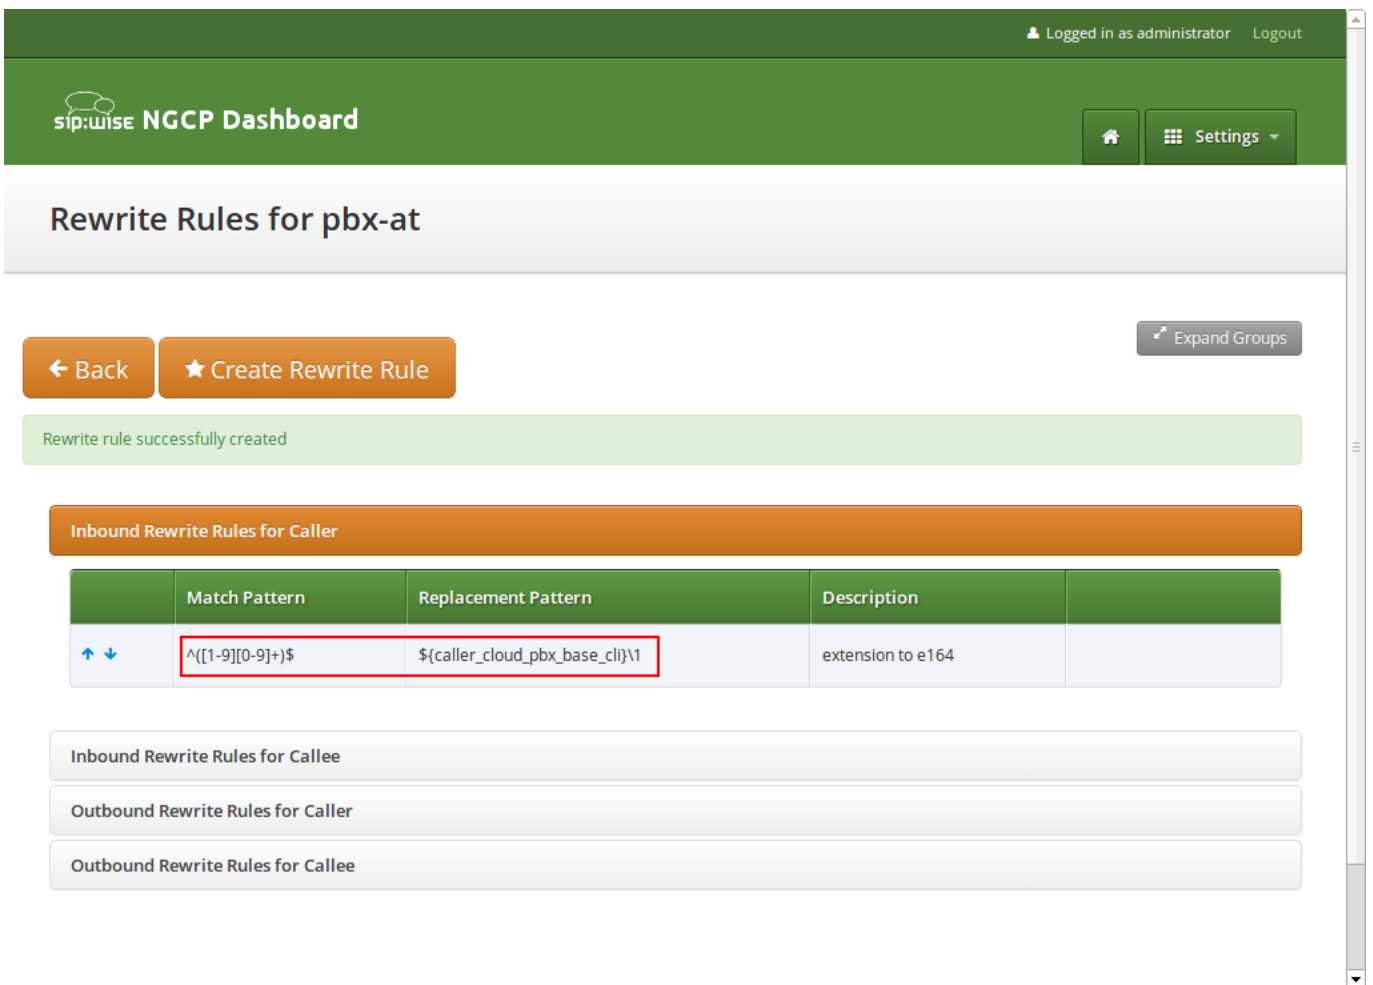 Logged in as administrator Logout
sip:wise NGCP Dashboard
Settings
Rewrite Rules for pbx-at
Expand Groups
Back Create Rewrite Rule
Rewrite rule successfully created
Inbound Rewrite Rules for Caller
Match Pattern Replacement Pattern Description
^([1-9][0-9]+)$ ${caller_cloud_pbx_base_cli}\1 extension to e164
Inbound Rewrite Rules for Callee
Outbound Rewrite Rules for Caller
Outbound Rewrite Rules for Callee